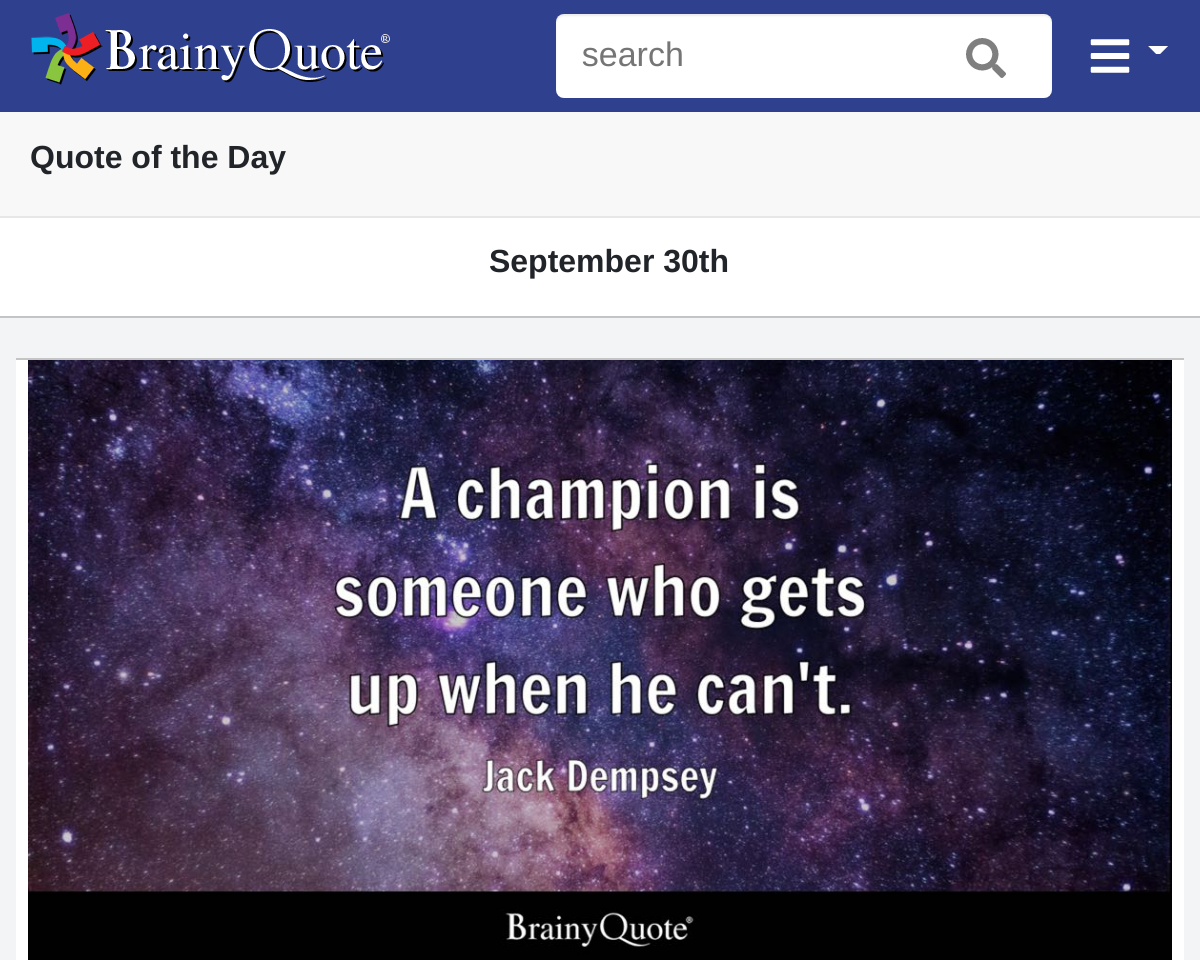 BrainyQuote®
search
Quote of the Day
September 30th
A champion is
someone who gets
up when he can't.
Jack Dempsey
BrainyQuote®